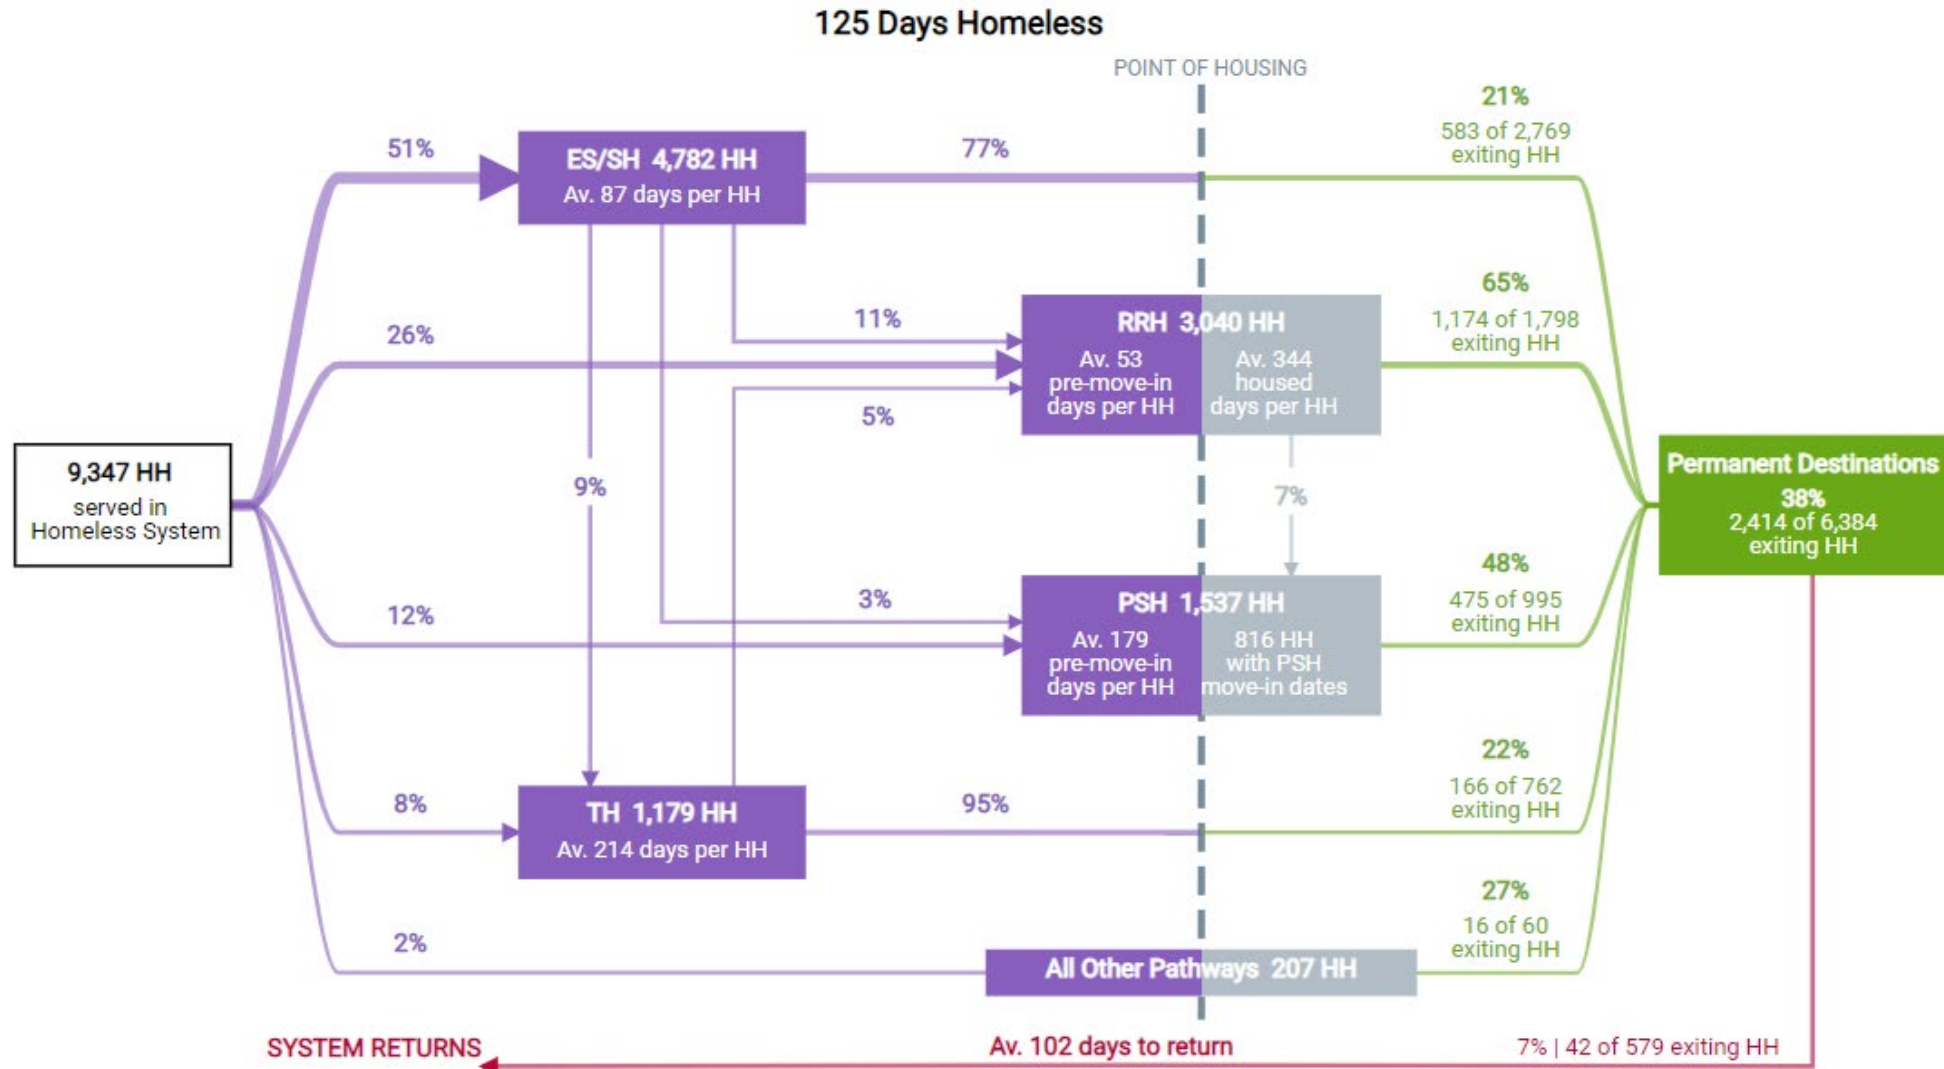 125 Days Homeless
POINT OF HOUSING
21%
583 of 2,769
exiting HH
51%
ES/SH 4,782 HH
Av. 87 days per HH
77%
65%
1,174 of 1,798
exiting HH
26%
11%
RRH 3,040 HH
Av. 53
pre-move-in
days per HH
Av. 344
housed
days per HH
5%
9,347 HH
served in
Homeless System
9%
7%
Permanent Destinations
38%
2,414 of 6,384
exiting HH
48%
475 of 995
exiting HH
12%
3%
PSH 1,537 HH
Av. 179
pre-move-in
days per HH
816 HH
with PSH
move-in dates
22%
166 of 762
exiting HH
8%
TH 1,179 HH
Av. 214 days per HH
95%
27%
16 of 60
exiting HH
2%
All Other Pathways 207 HH
SYSTEM RETURNS
Av. 102 days to return
7% | 42 of 579 exiting HH